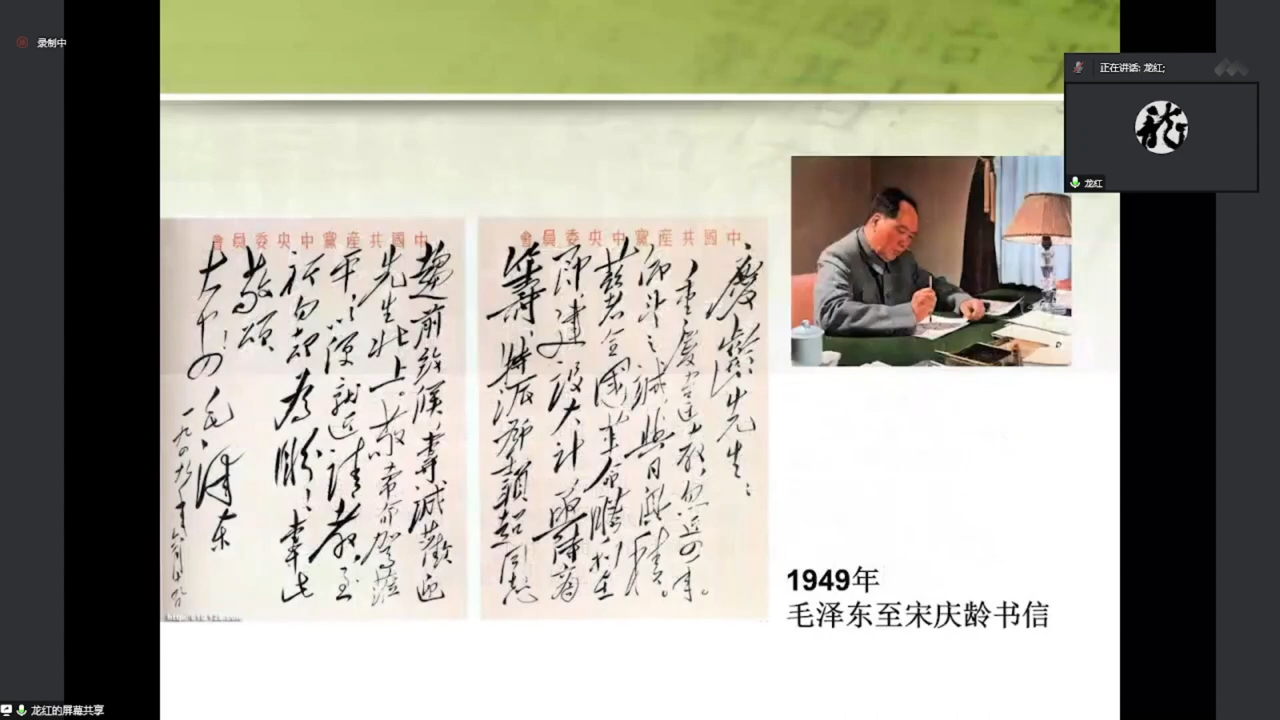 录制中
正在讲话: 龙红;
龙红
中國共產黨中央委員會
慶齡先生：
重慶違教，忽近四年。
仰望之誠，與日俱積。
兹者全國革命勝利在
即，建設大計，亟待商
筹，特派鄧穎超同志
中國共產黨中央委員會
趨前致候，專誠歡迎
先生北上。敬希命駕蒞
平，以便就近請教，至
祈勿却為盼！專此
敬頌
大安！毛澤東
一九四九年六月十九日
1949年
毛泽东至宋庆龄书信
龙红的屏幕共享